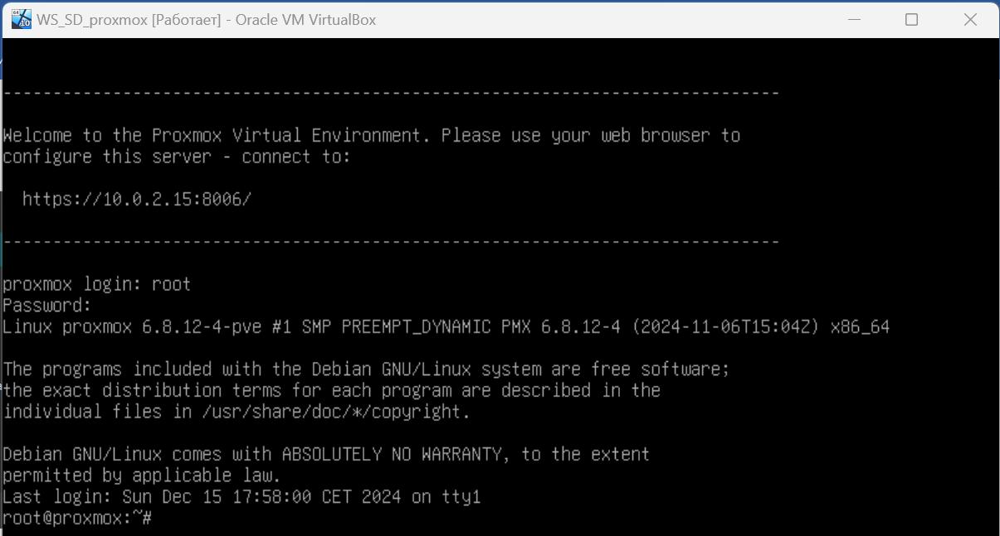 WS_SD_proxmox [Работает] - Oracle VM VirtualBox
------------------------------------------------------------------------------
Welcome to the Proxmox Virtual Environment. Please use your web browser to
configure this server - connect to:
https://10.0.2.15:8006/
------------------------------------------------------------------------------
proxmox login: root
Password:
Linux proxmox 6.8.12-4-pve #1 SMP PREEMPT_DYNAMIC PMX 6.8.12-4 (2024-11-06T15:04Z) x86_64
The programs included with the Debian GNU/Linux system are free software;
the exact distribution terms for each program are described in the
individual files in /usr/share/doc/*/copyright.
Debian GNU/Linux comes with ABSOLUTELY NO WARRANTY, to the extent
permitted by applicable law.
Last login: Sun Dec 15 17:58:00 CET 2024 on tty1
root@proxmox:~#